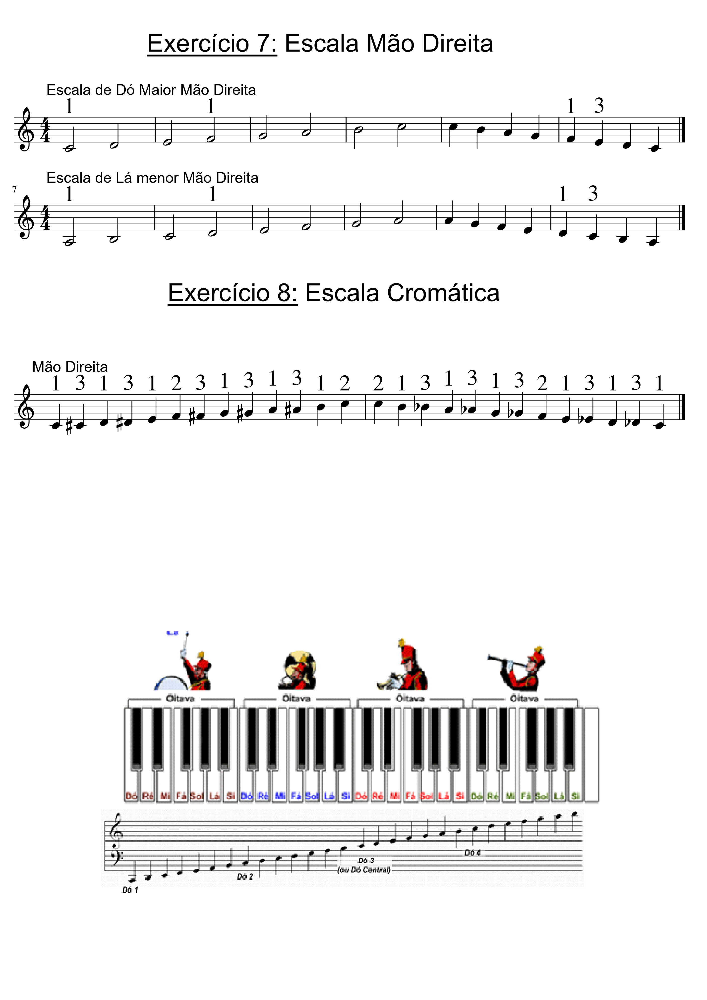 Exercício 7: Escala Mão Direita
Escala de Dó Maior Mão Direita
1 1 1 3
Escala de Lá menor Mão Direita
7
1 1 1 3
Exercício 8: Escala Cromática
Mão Direita
1 3 1 3 1 2 3 1 3 1 3 1 2 2 1 3 1 3 1 3 2 1 3 1 3 1
Oitava Oitava Oitava Oitava
Dó Ré Mi Fá Sol Lá Si Dó Ré Mi Fá Sol Lá Si Dó Ré Mi Fá Sol Lá Si Dó Ré Mi Fá Sol Lá Si
Dó 4
Dó 3
(ou Dó Central)
Dó 2
Dó 1